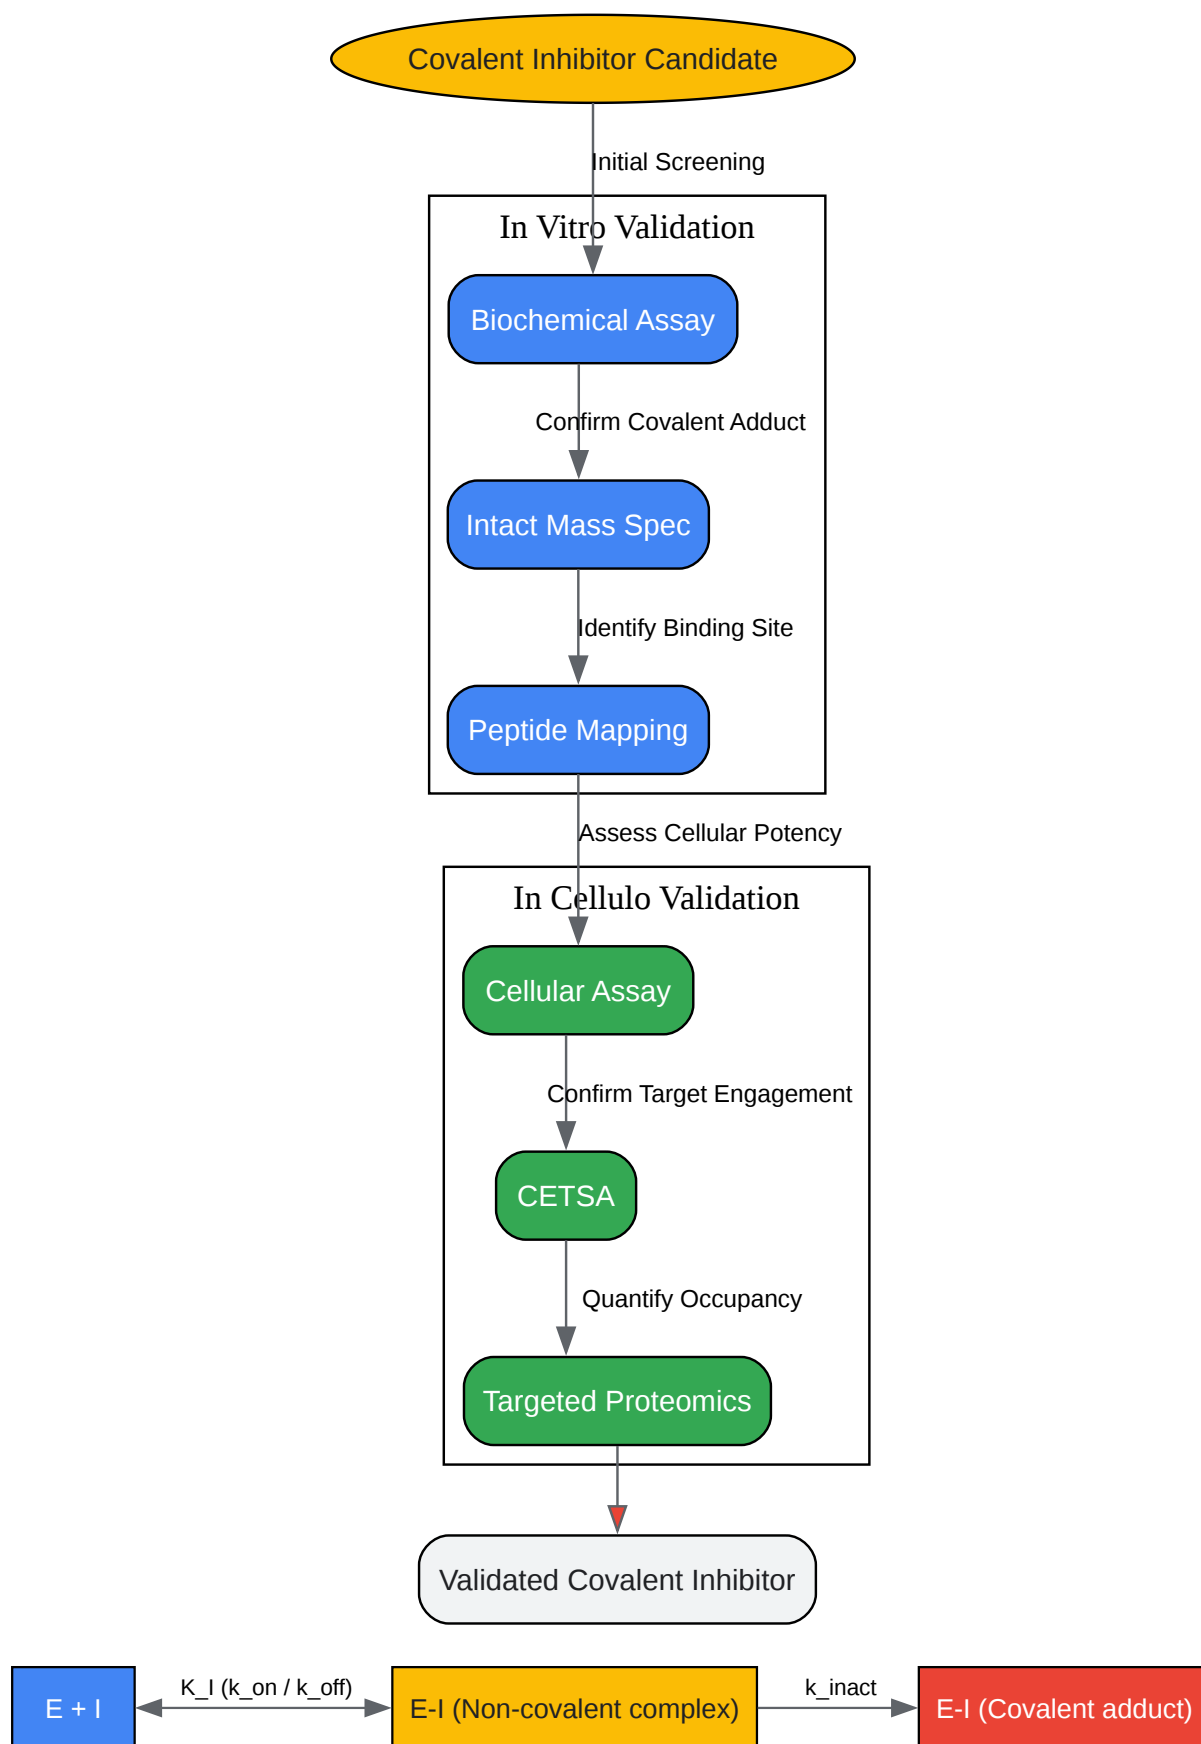 Covalent Inhibitor Candidate
Initial Screening
In Vitro Validation
Biochemical Assay
Confirm Covalent Adduct
Intact Mass Spec
Identify Binding Site
Peptide Mapping
Assess Cellular Potency
In Cellulo Validation
Cellular Assay
Confirm Target Engagement
CETSA
Quantify Occupancy
Targeted Proteomics
Validated Covalent Inhibitor
E + I
K_I (k_on / k_off)
E-I (Non-covalent complex)
k_inact
E-I (Covalent adduct)